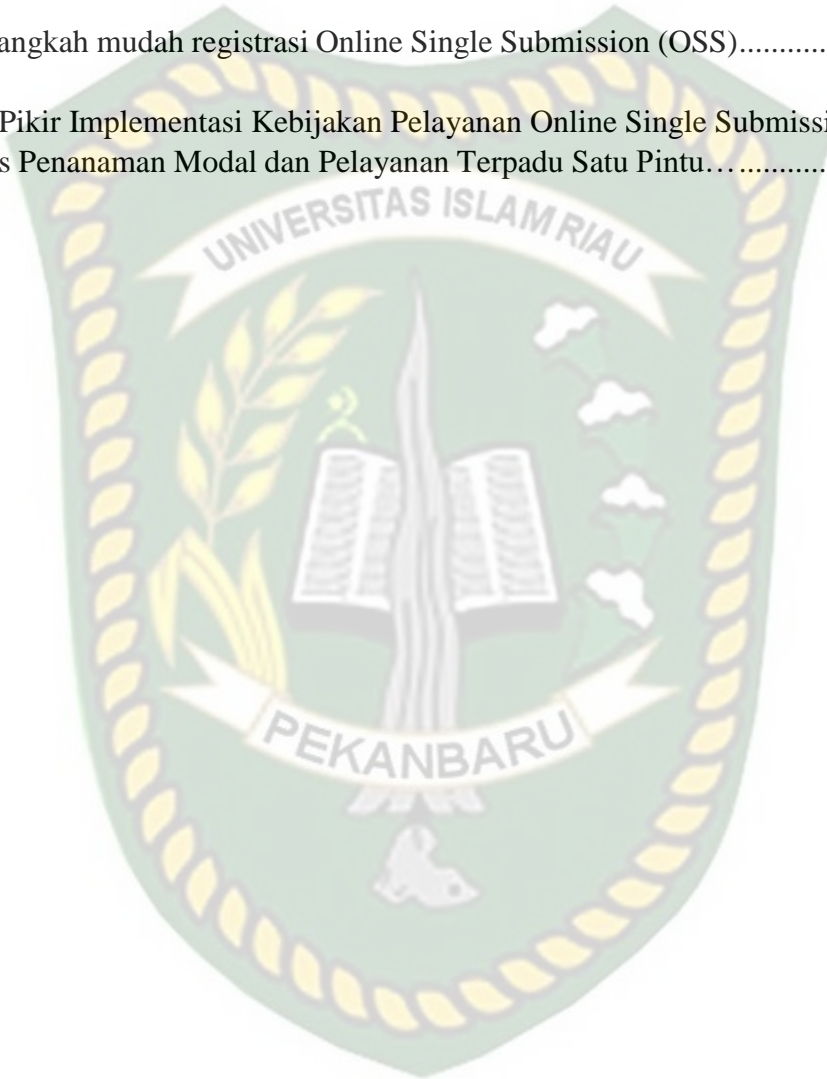 angkah mudah registrasi Online Single Submission (OSS)...........
Pikir Implementasi Kebijakan Pelayanan Online Single Submissi
s Penanaman Modal dan Pelayanan Terpadu Satu Pintu..............
UNIVERSITAS ISLAM RIAU
PEKANBARU